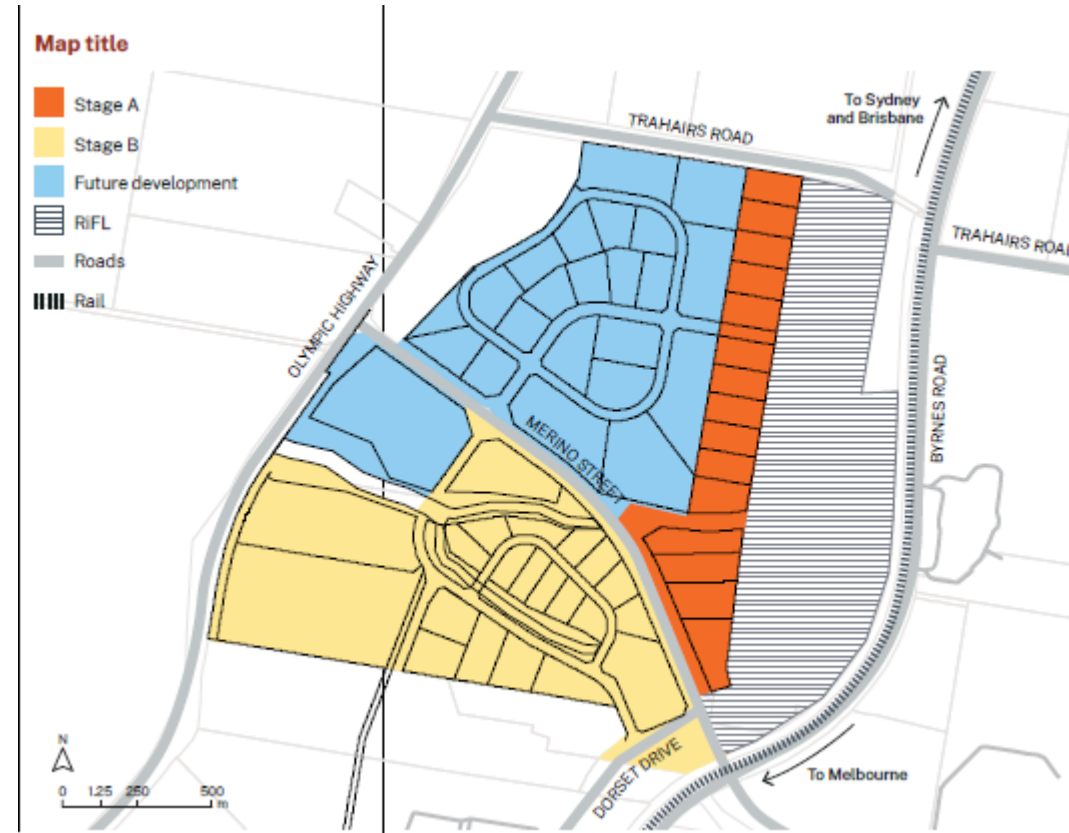 Map title
Stage A
Stage B
Future development
RiFL
Roads
Rail
To Sydney
and Brisbane
TRAHAIRS ROAD
TRAHAIRS ROAD
OLYMPIC HIGHWAY
MERINO STREET
BYRNES ROAD
DORSET DRIVE
To Melbourne
N
0 125 250 500
m